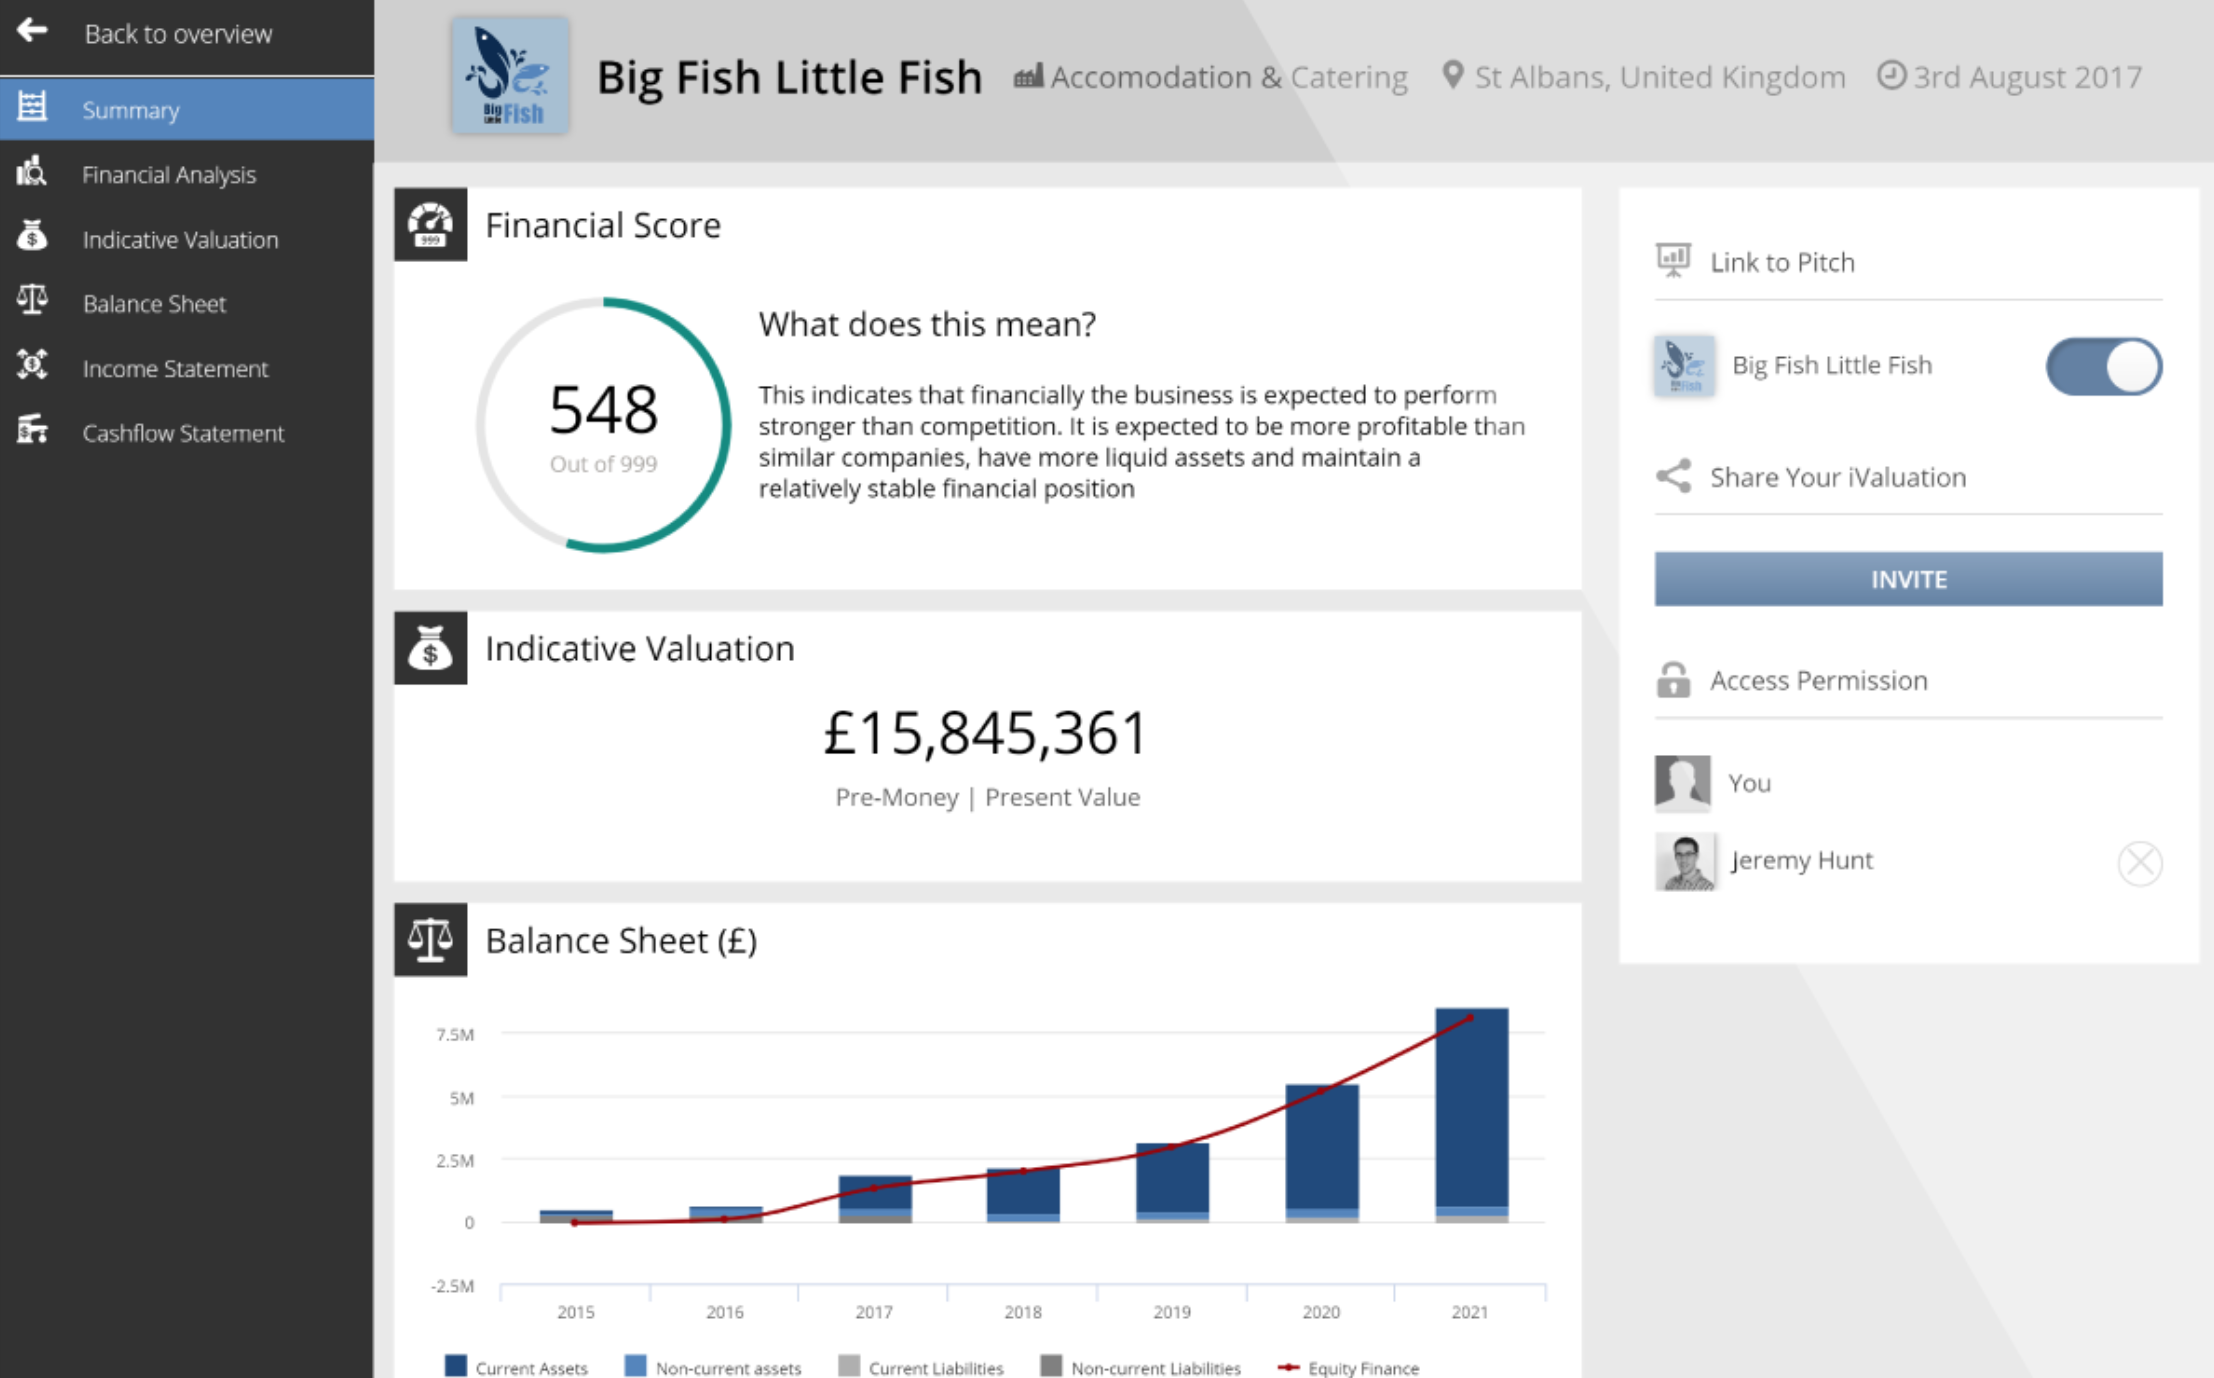 Back to overview
Summary
Financial Analysis
Indicative Valuation
Balance Sheet
Income Statement
Cashflow Statement
Big Fish
Big Fish Little Fish
Accomodation & Catering
St Albans, United Kingdom
3rd August 2017
999
Financial Score
548
Out of 999
What does this mean?
This indicates that financially the business is expected to perform
stronger than competition. It is expected to be more profitable than
similar companies, have more liquid assets and maintain a
relatively stable financial position
Indicative Valuation
£15,845,361
Pre-Money | Present Value
Balance Sheet (£)
7.5M
5M
2.5M
0
-2.5M
2015 2016 2017 2018 2019 2020 2021
Current Assets Non-current assets Current Liabilities Non-current Liabilities Equity Finance
Link to Pitch
Big Fish Little Fish
Share Your iValuation
INVITE
Access Permission
You
Jeremy Hunt